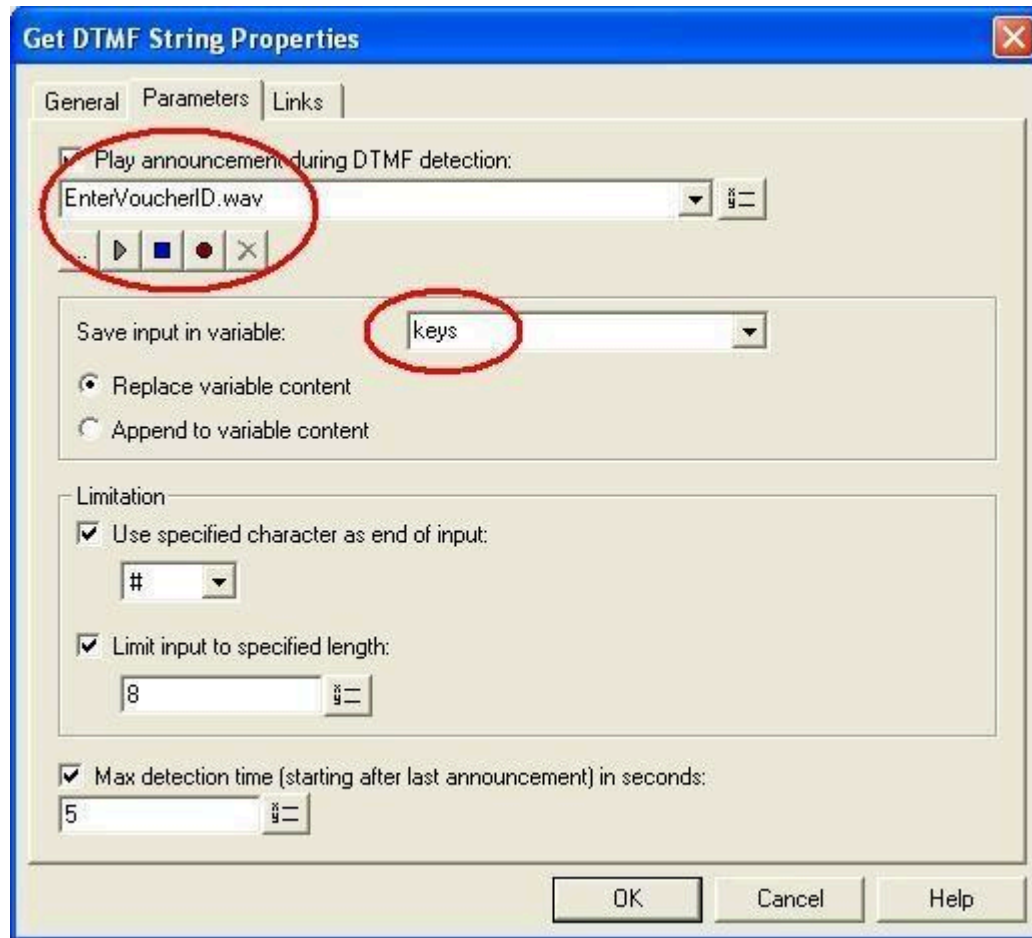 Get DTMF String Properties
General Parameters Links
Play announcement during DTMF detection:
EnterVoucherID.wav
...
Save input in variable: keys
Replace variable content
Append to variable content
Limitation
Use specified character as end of input:
#
Limit input to specified length:
8
Max detection time (starting after last announcement) in seconds:
5
OK Cancel Help